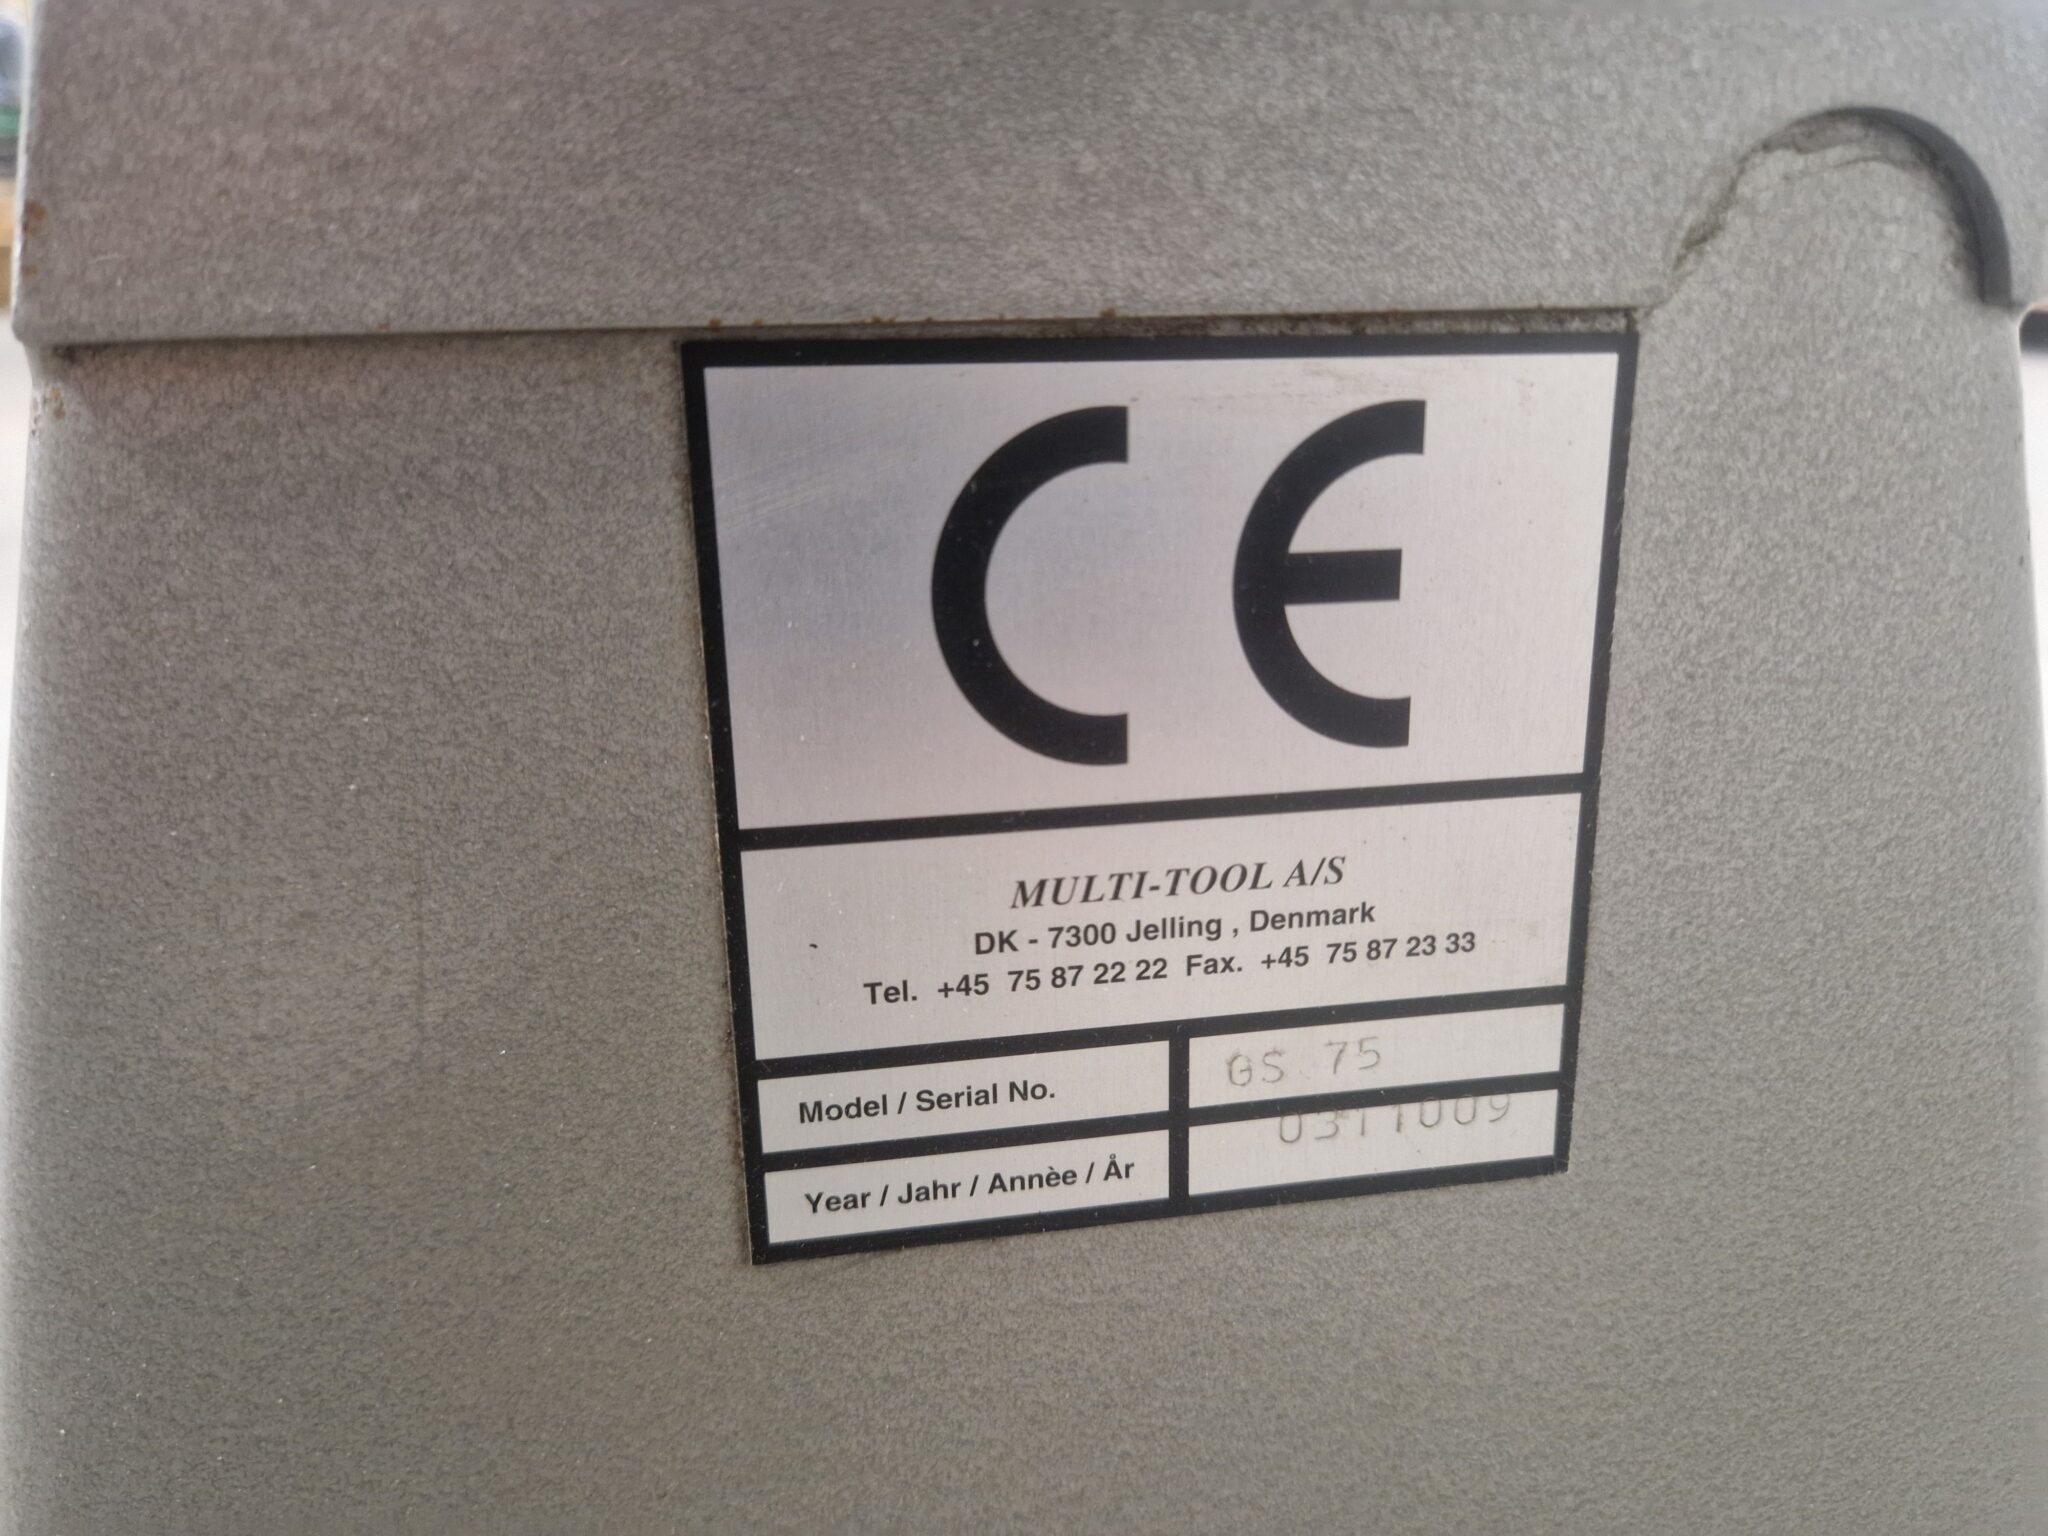 CE
MULTI-TOOL A/S
DK - 7300 Jelling , Denmark
Tel. +45 75 87 22 22 Fax. +45 75 87 23 33
Model / Serial No. GS 75
0311009
Year / Jahr / Annèe / År